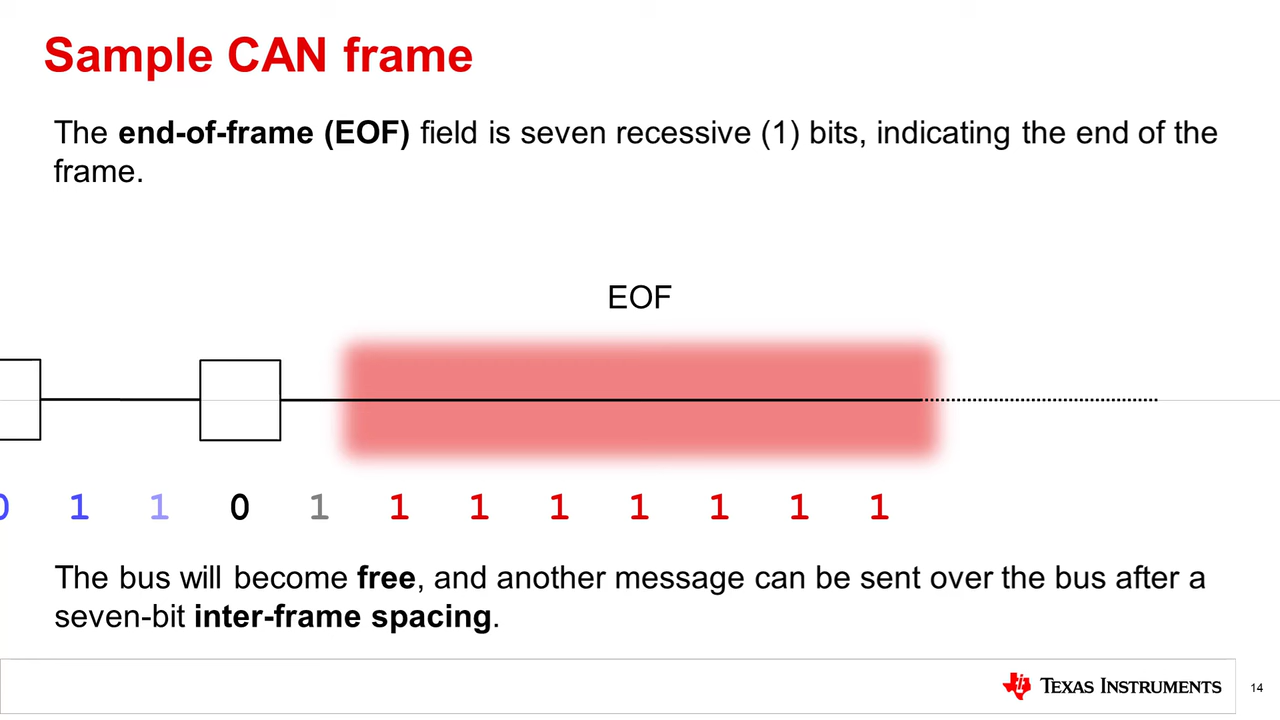 Sample CAN frame
The end-of-frame (EOF) field is seven recessive (1) bits, indicating the end of the
frame.
EOF
0 1 1 0 1 1 1 1 1 1 1 1
The bus will become free, and another message can be sent over the bus after a
seven-bit inter-frame spacing.
TEXAS INSTRUMENTS
14